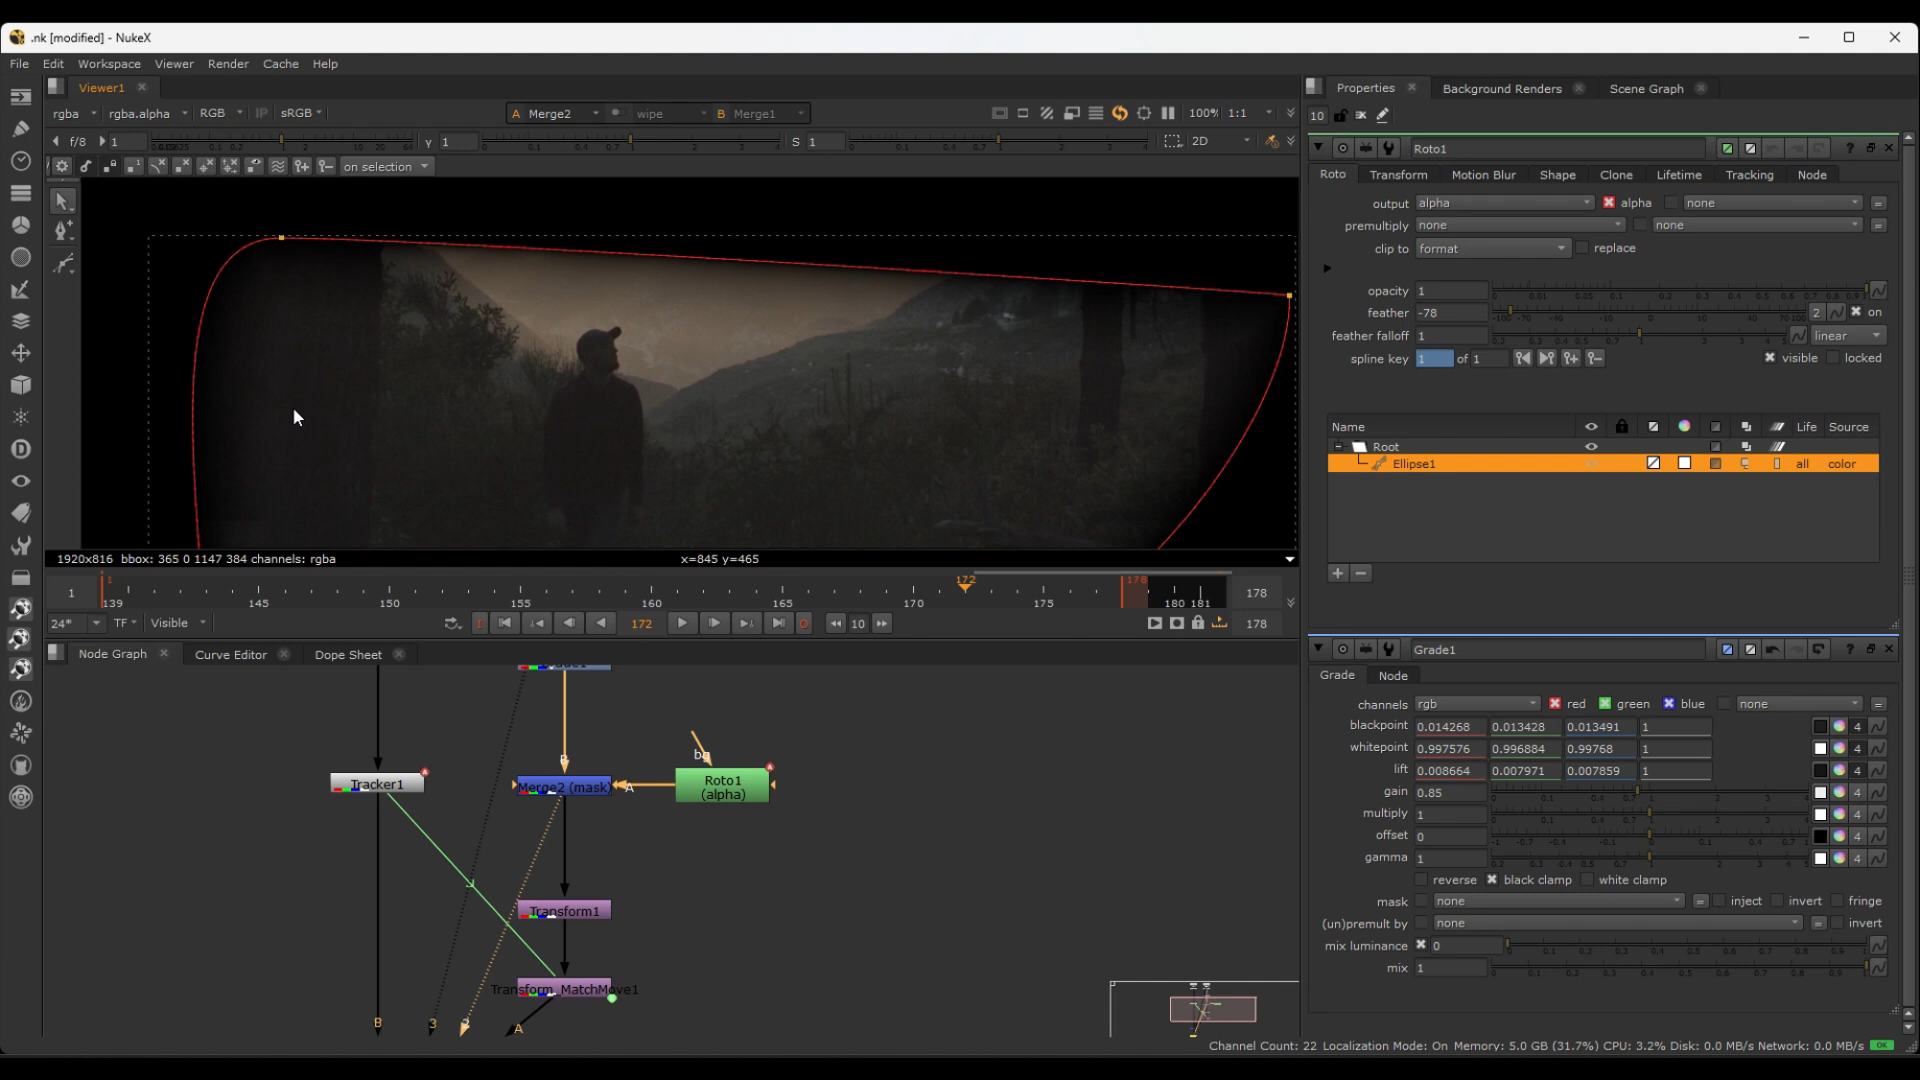 .nk [modified] - NukeX
File Edit Workspace Viewer Render Cache Help
Viewer1
rgba rgba.alpha RGB IP sRGB A Merge2 wipe B Merge1 100% 1:1
f/8 1 γ 1 S 1 2D
on selection
1920x816 bbox: 365 0 1147 384 channels: rgba x=845 y=465
1 1 139 145 150 155 160 165 170 172 175 178 180 181 178
24* TF Visible 172 10 178
Node Graph Curve Editor Dope Sheet
Tracker1
B
Merge2 (mask)
A
bg
Roto1
(alpha)
Transform1
Transform_MatchMove1
B 3 2 A
Properties Background Renders Scene Graph
10
Roto1
Roto Transform Motion Blur Shape Clone Lifetime Tracking Node
output alpha alpha none =
premultiply none none =
clip to format replace
opacity 1
feather -78 2 on
feather falloff 1 linear
spline key 1 of 1 visible locked
Name Life Source
Root
Ellipse1 all color
Grade1
Grade Node
channels rgb red green blue none =
blackpoint 0.014268 0.013428 0.013491 1 4
whitepoint 0.997576 0.996884 0.99768 1 4
lift 0.008664 0.007971 0.007859 1 4
gain 0.85 4
multiply 1 4
offset 0 4
gamma 1 4
reverse black clamp white clamp
mask none = inject invert fringe
(un)premult by none = invert
mix luminance 0
mix 1
Channel Count: 22 Localization Mode: On Memory: 5.0 GB (31.7%) CPU: 3.2% Disk: 0.0 MB/s Network: 0.0 MB/s OK